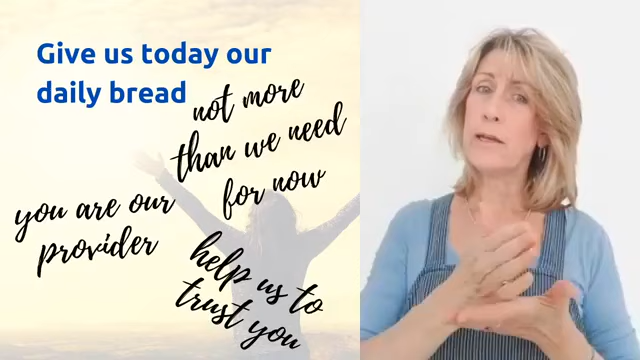 Give us today our
daily bread
not more
than we need
for now
you are our
provider
help us to
trust you